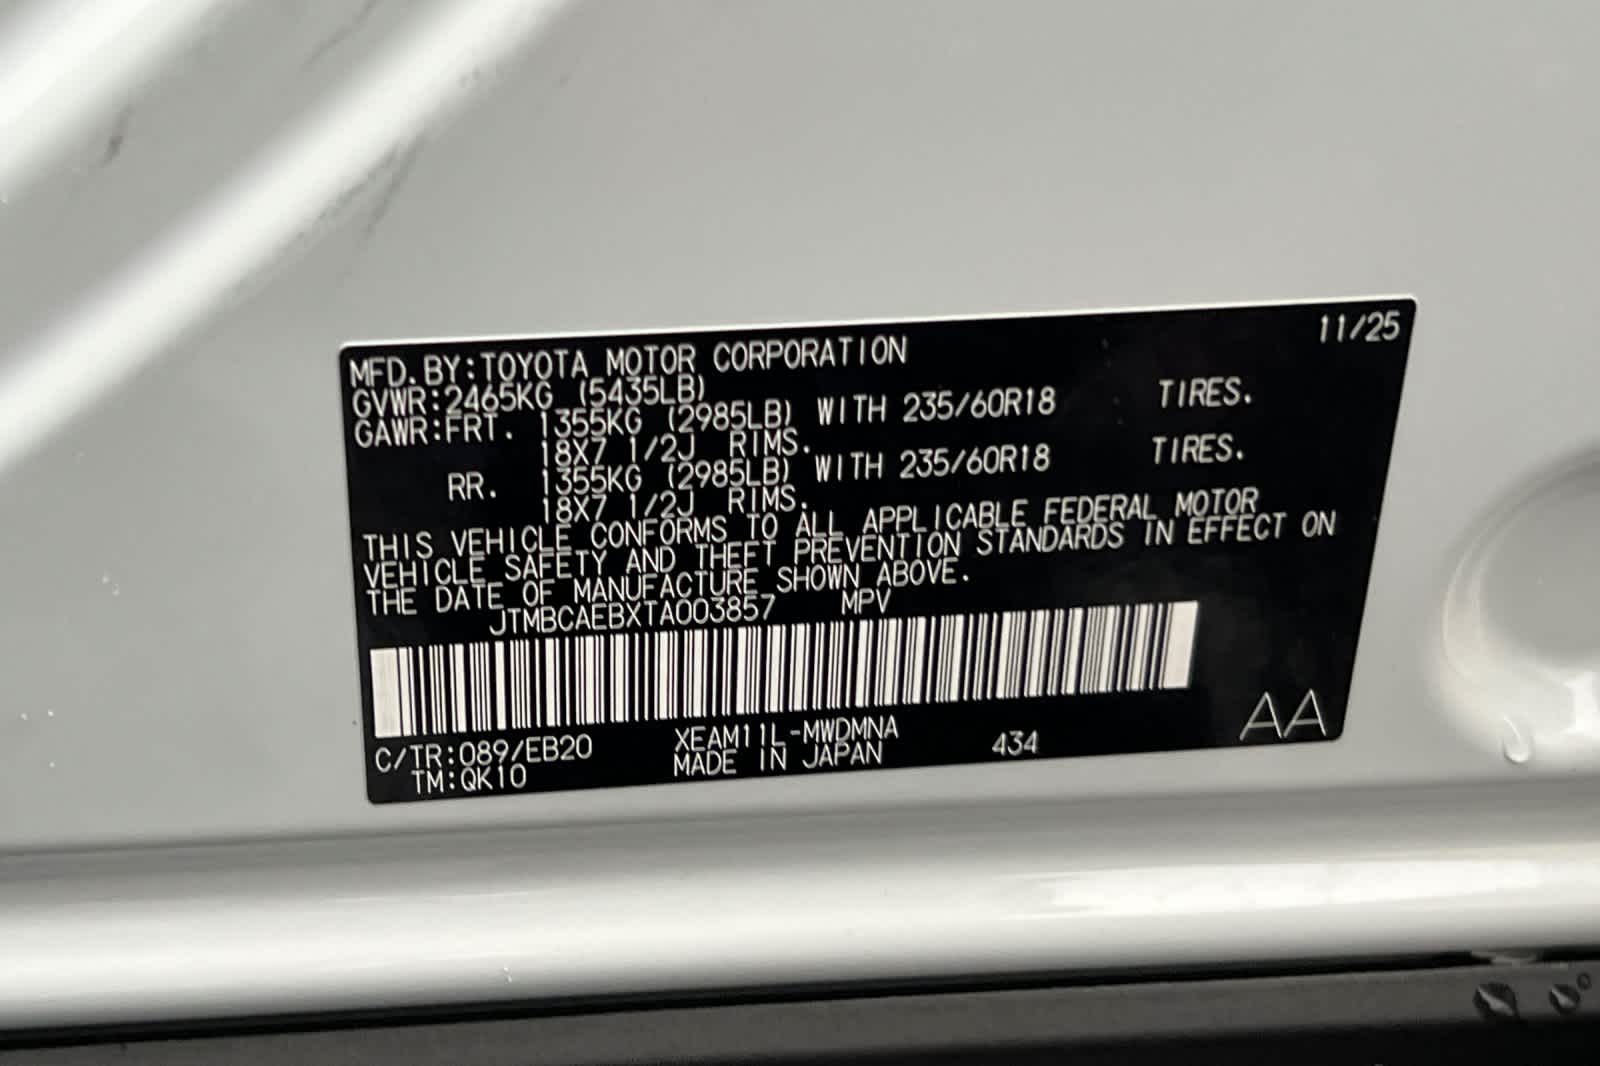 11/25
MFD. BY:TOYOTA MOTOR CORPORATION
GVWR:2465KG (5435LB)
GAWR:FRT. 1355KG (2985LB) WITH 235/60R18 TIRES.
18X7 1/2J RIMS.
RR. 1355KG (2985LB) WITH 235/60R18 TIRES.
18X7 1/2J RIMS.
THIS VEHICLE CONFORMS TO ALL APPLICABLE FEDERAL MOTOR
VEHICLE SAFETY AND THEFT PREVENTION STANDARDS IN EFFECT ON
THE DATE OF MANUFACTURE SHOWN ABOVE.
JTMBCAEBXTA003857 MPV
C/TR:089/EB20 XEAM11L-MWDMNA 434 AA
TM:QK10 MADE IN JAPAN